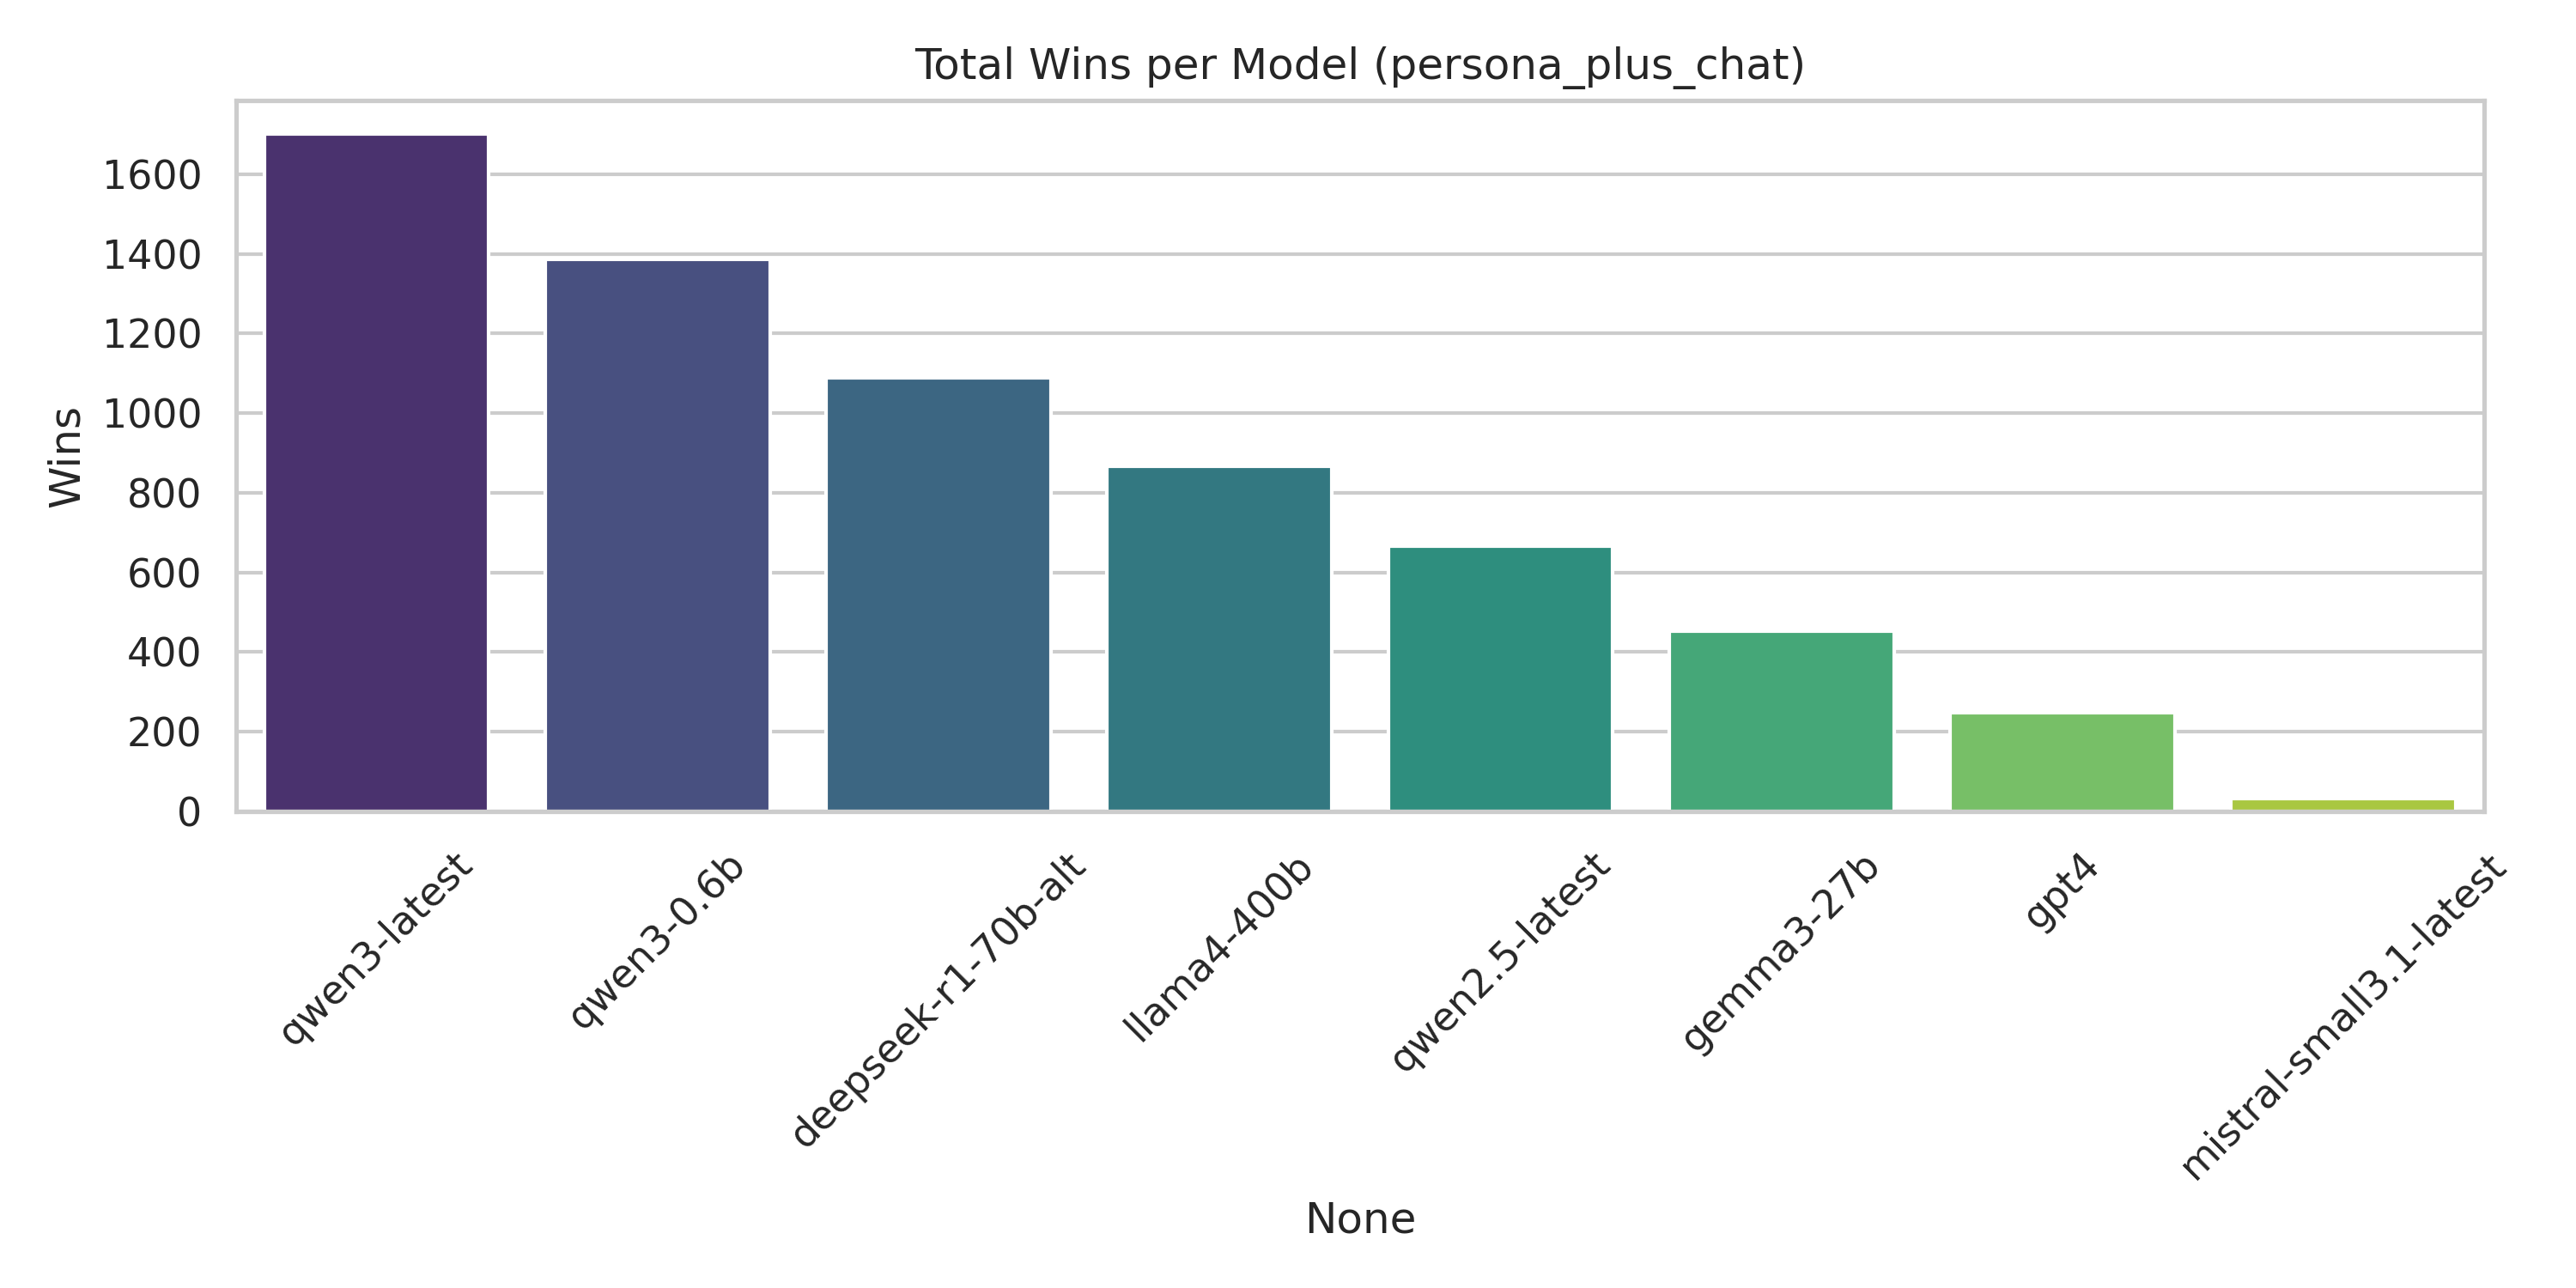 Total Wins per Model (persona_plus_chat)
Wins
1600
1400
1200
1000
800
600
400
200
0
qwen3-latest
qwen3-0.6b
deepseek-r1-70b-alt
llama4-400b
qwen2.5-latest
gemma3-27b
gpt4
mistral-small3.1-latest
None